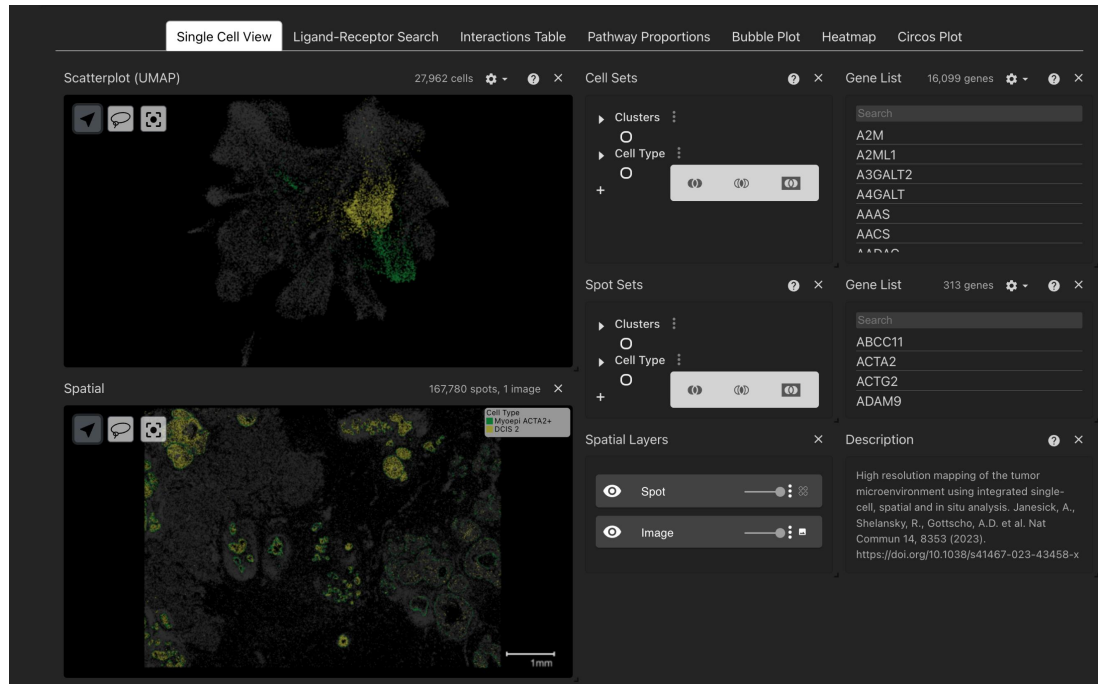 Single Cell View Ligand-Receptor Search Interactions Table Pathway Proportions Bubble Plot Heatmap Circos Plot
Scatterplot (UMAP) 27,962 cells
Cell Sets
Clusters
Cell Type
+
Gene List 16,099 genes
Search
A2M
A2ML1
A3GALT2
A4GALT
AAAS
AACS
AADAC
Spatial 167,780 spots, 1 image
Cell Type
Myoepi ACTA2+
DCIS 2
1mm
Spot Sets
Clusters
Cell Type
+
Gene List 313 genes
Search
ABCC11
ACTA2
ACTG2
ADAM9
Spatial Layers
Spot
Image
Description
High resolution mapping of the tumor
microenvironment using integrated single-
cell, spatial and in situ analysis. Janesick, A.,
Shelansky, R., Gottscho, A.D. et al. Nat
Commun 14, 8353 (2023).
https://doi.org/10.1038/s41467-023-43458-x